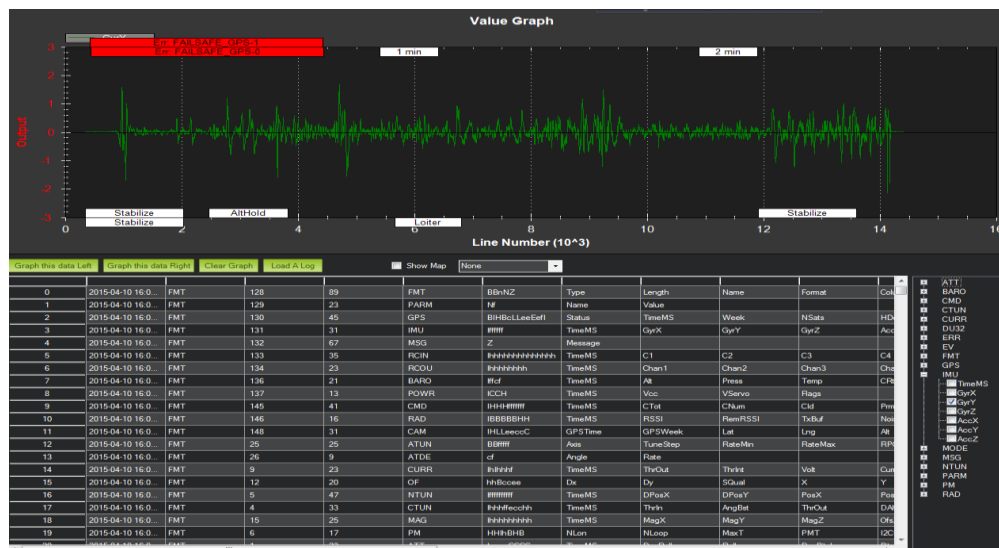 Value Graph
GyrX
Err: FAILSAFE_GPS-1
Err: FAILSAFE_GPS-0
1 min
2 min
3
2
1
0
-1
-2
-3
Output
Stabilize
Stabilize
AltHold
Loiter
Stabilize
0 2 4 6 8 10 12 14 16
Line Number (10^3)
Graph this data Left Graph this data Right Clear Graph Load A Log Show Map None
0 2015-04-10 16:0... FMT 128 89 FMT BBnNZ Type Length Name Format Colu
1 2015-04-10 16:0... FMT 129 23 PARM Nf Name Value
2 2015-04-10 16:0... FMT 130 45 GPS BIHBcLLeeEefI Status TimeMS Week NSats HD
3 2015-04-10 16:0... FMT 131 31 IMU Iffffff TimeMS GyrX GyrY GyrZ Acc
4 2015-04-10 16:0... FMT 132 67 MSG Z Message
5 2015-04-10 16:0... FMT 133 35 RCIN TimeMS C1 C2 C3 C4
6 2015-04-10 16:0... FMT 134 23 RCOU Ihhhhhhhh TimeMS Chan1 Chan2 Chan3 Cha
7 2015-04-10 16:0... FMT 136 21 BARO Iffcf TimeMS Alt Press Temp CRt
8 2015-04-10 16:0... FMT 137 13 POWR ICCH TimeMS Vcc VServo Flags
9 2015-04-10 16:0... FMT 145 41 CMD IHHHfffffff TimeMS CTot CNum CId Prm
10 2015-04-10 16:0... FMT 146 16 RAD IBBBBBHH TimeMS RSSI RemRSSI TxBuf Noi
11 2015-04-10 16:0... FMT 148 31 CAM IHLLeeccC GPSTime GPSWeek Lat Lng Alt
12 2015-04-10 16:0... FMT 25 25 ATUN BBfffff Axis TuneStep RateMin RateMax RP
13 2015-04-10 16:0... FMT 26 9 ATDE cf Angle Rate
14 2015-04-10 16:0... FMT 9 23 CURR IhIhhhf TimeMS ThrOut ThrInt Volt Curr
15 2015-04-10 16:0... FMT 12 20 OF hhBccee Dx Dy SQual X Y
16 2015-04-10 16:0... FMT 5 47 NTUN Iffffffffff TimeMS DPosX DPosY PosX Pos
17 2015-04-10 16:0... FMT 4 33 CTUN Ihhhffecchh TimeMS ThrIn AngBst ThrOut DAl
18 2015-04-10 16:0... FMT 15 25 MAG Ihhhhhhhhh TimeMS MagX MagY MagZ Ofs
19 2015-04-10 16:0... FMT 6 17 PM HHIhBHB NLon NLoop MaxT PMT I2C
ATT
BARO
CMD
CTUN
CURR
DU32
ERR
EV
FMT
GPS
IMU
TimeMS
GyrX
GyrY
GyrZ
AccX
AccY
AccZ
MODE
MSG
NTUN
PARM
PM
RAD